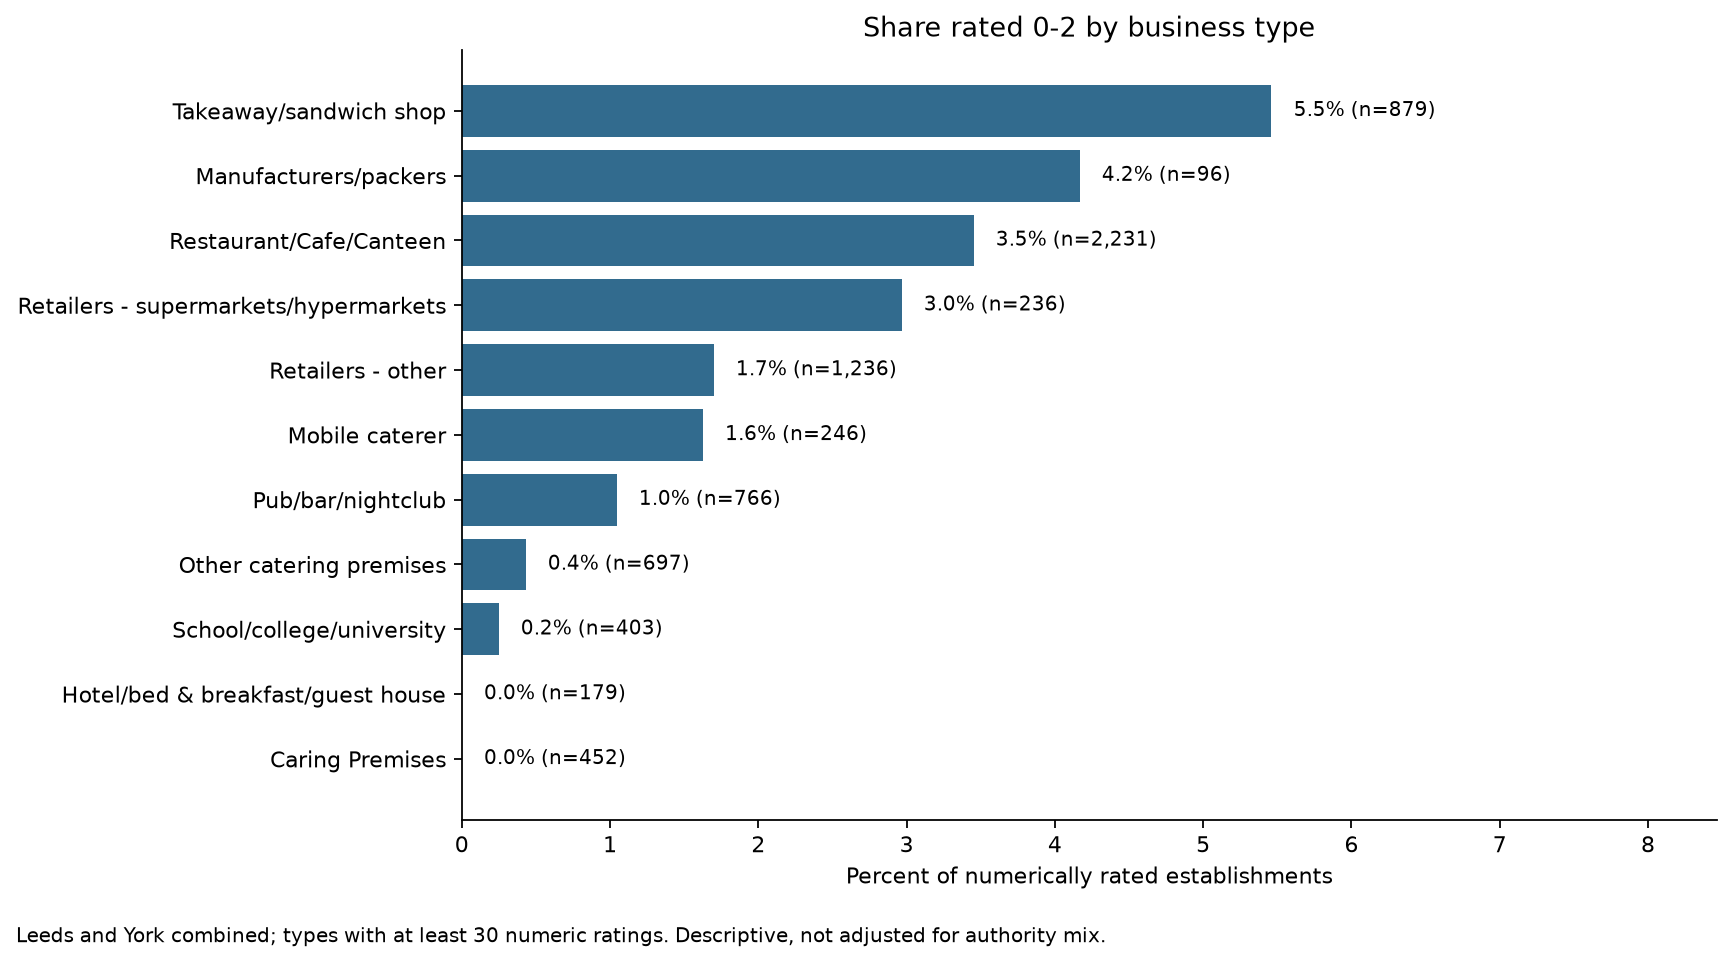 Share rated 0-2 by business type
Takeaway/sandwich shop 5.5% (n=879)
Manufacturers/packers 4.2% (n=96)
Restaurant/Cafe/Canteen 3.5% (n=2,231)
Retailers - supermarkets/hypermarkets 3.0% (n=236)
Retailers - other 1.7% (n=1,236)
Mobile caterer 1.6% (n=246)
Pub/bar/nightclub 1.0% (n=766)
Other catering premises 0.4% (n=697)
School/college/university 0.2% (n=403)
Hotel/bed & breakfast/guest house 0.0% (n=179)
Caring Premises 0.0% (n=452)
0 1 2 3 4 5 6 7 8
Percent of numerically rated establishments
Leeds and York combined; types with at least 30 numeric ratings. Descriptive, not adjusted for authority mix.